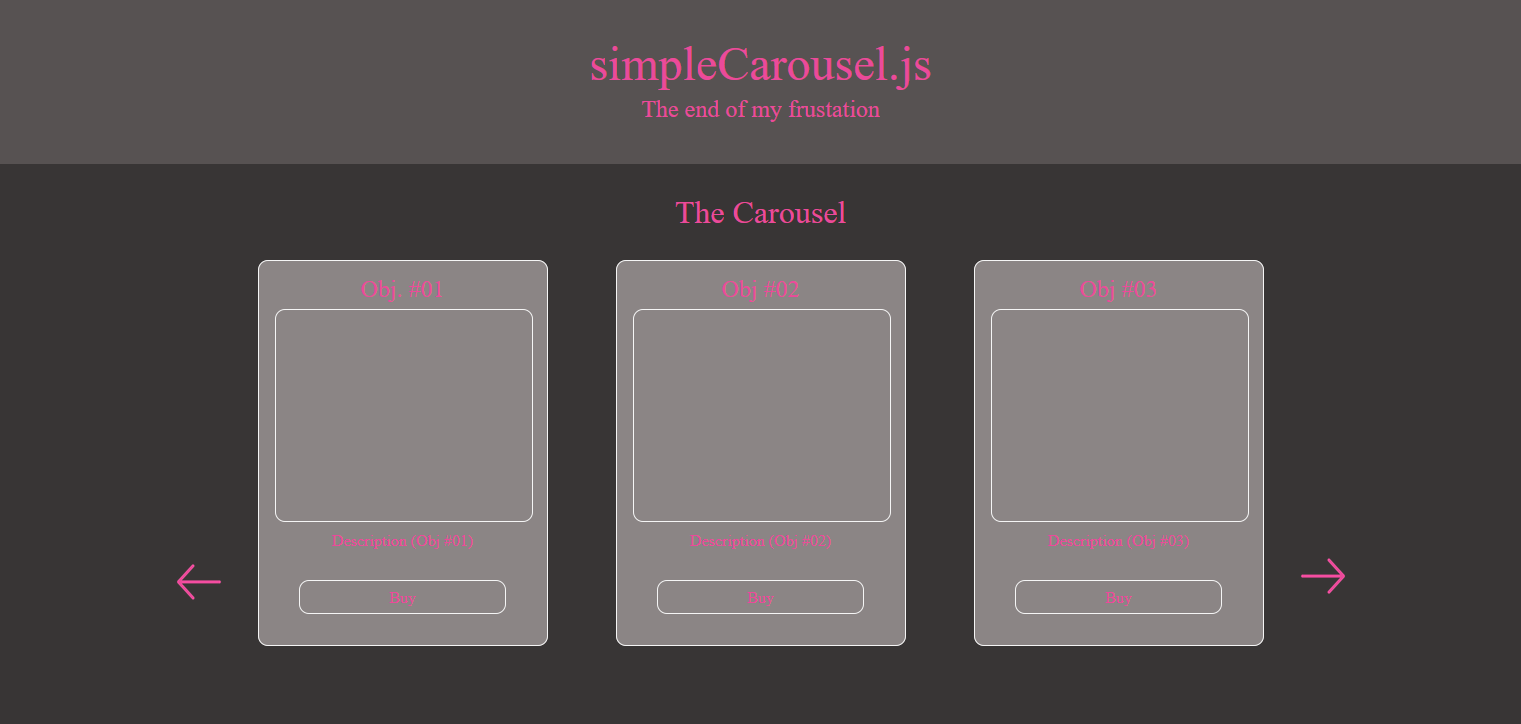 simpleCarousel.js
The end of my frustation
The Carousel
Obj. #01
Obj #02
Obj #03
Description (Obj #01)
Description (Obj #02)
Description (Obj #03)
Buy
Buy
Buy